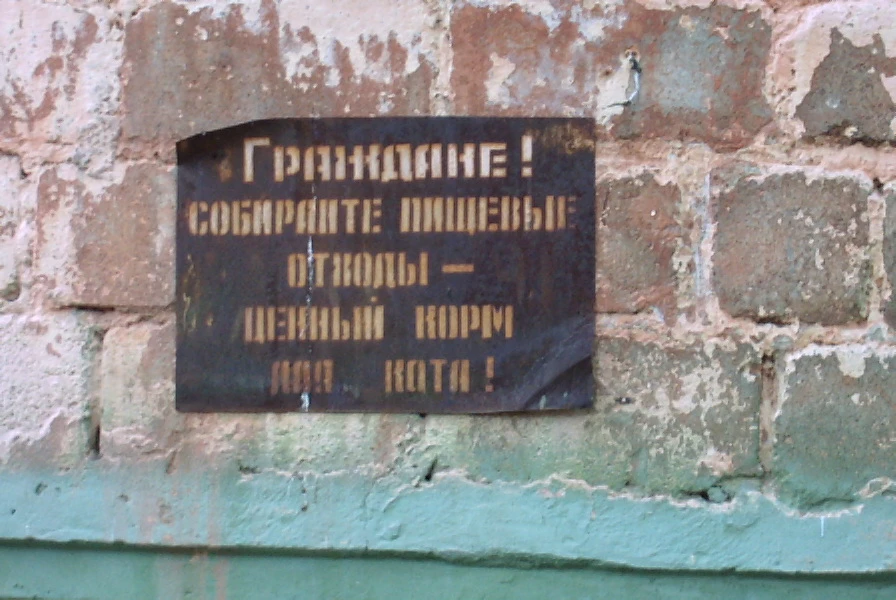 Граждане!
СОБИРАЙТЕ ПИЩЕВЫЕ
ОТХОДЫ —
ЦЕННЫЙ КОРМ
ДЛЯ КОТА!